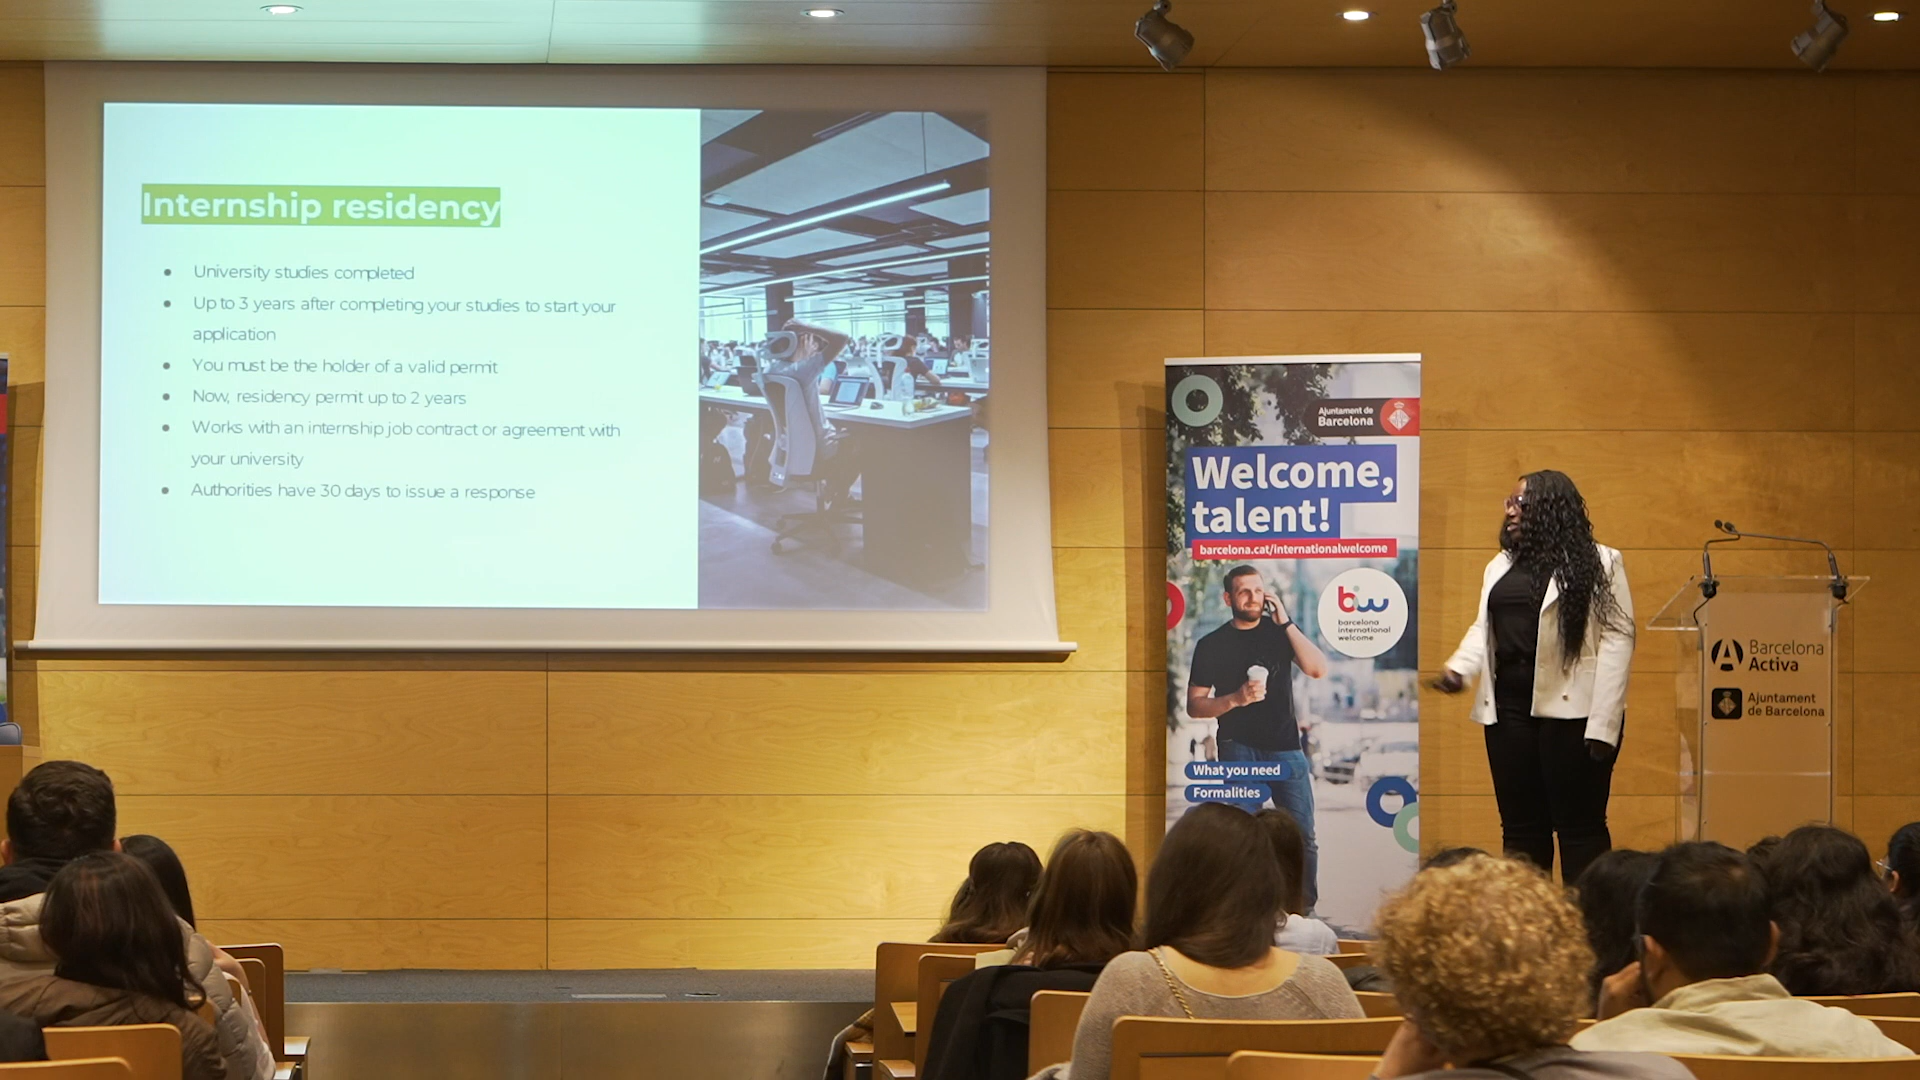 Internship residency
● University studies completed
● Up to 3 years after completing your studies to start your
application
● You must be the holder of a valid permit
● Now, residency permit up to 2 years
● Works with an internship job contract or agreement with
your university
● Authorities have 30 days to issue a response
Ajuntament de
Barcelona
Welcome,
talent!
barcelona.cat/internationalwelcome
biw
barcelona
international
welcome
What you need
Formalities
Barcelona
Activa
Ajuntament
de Barcelona